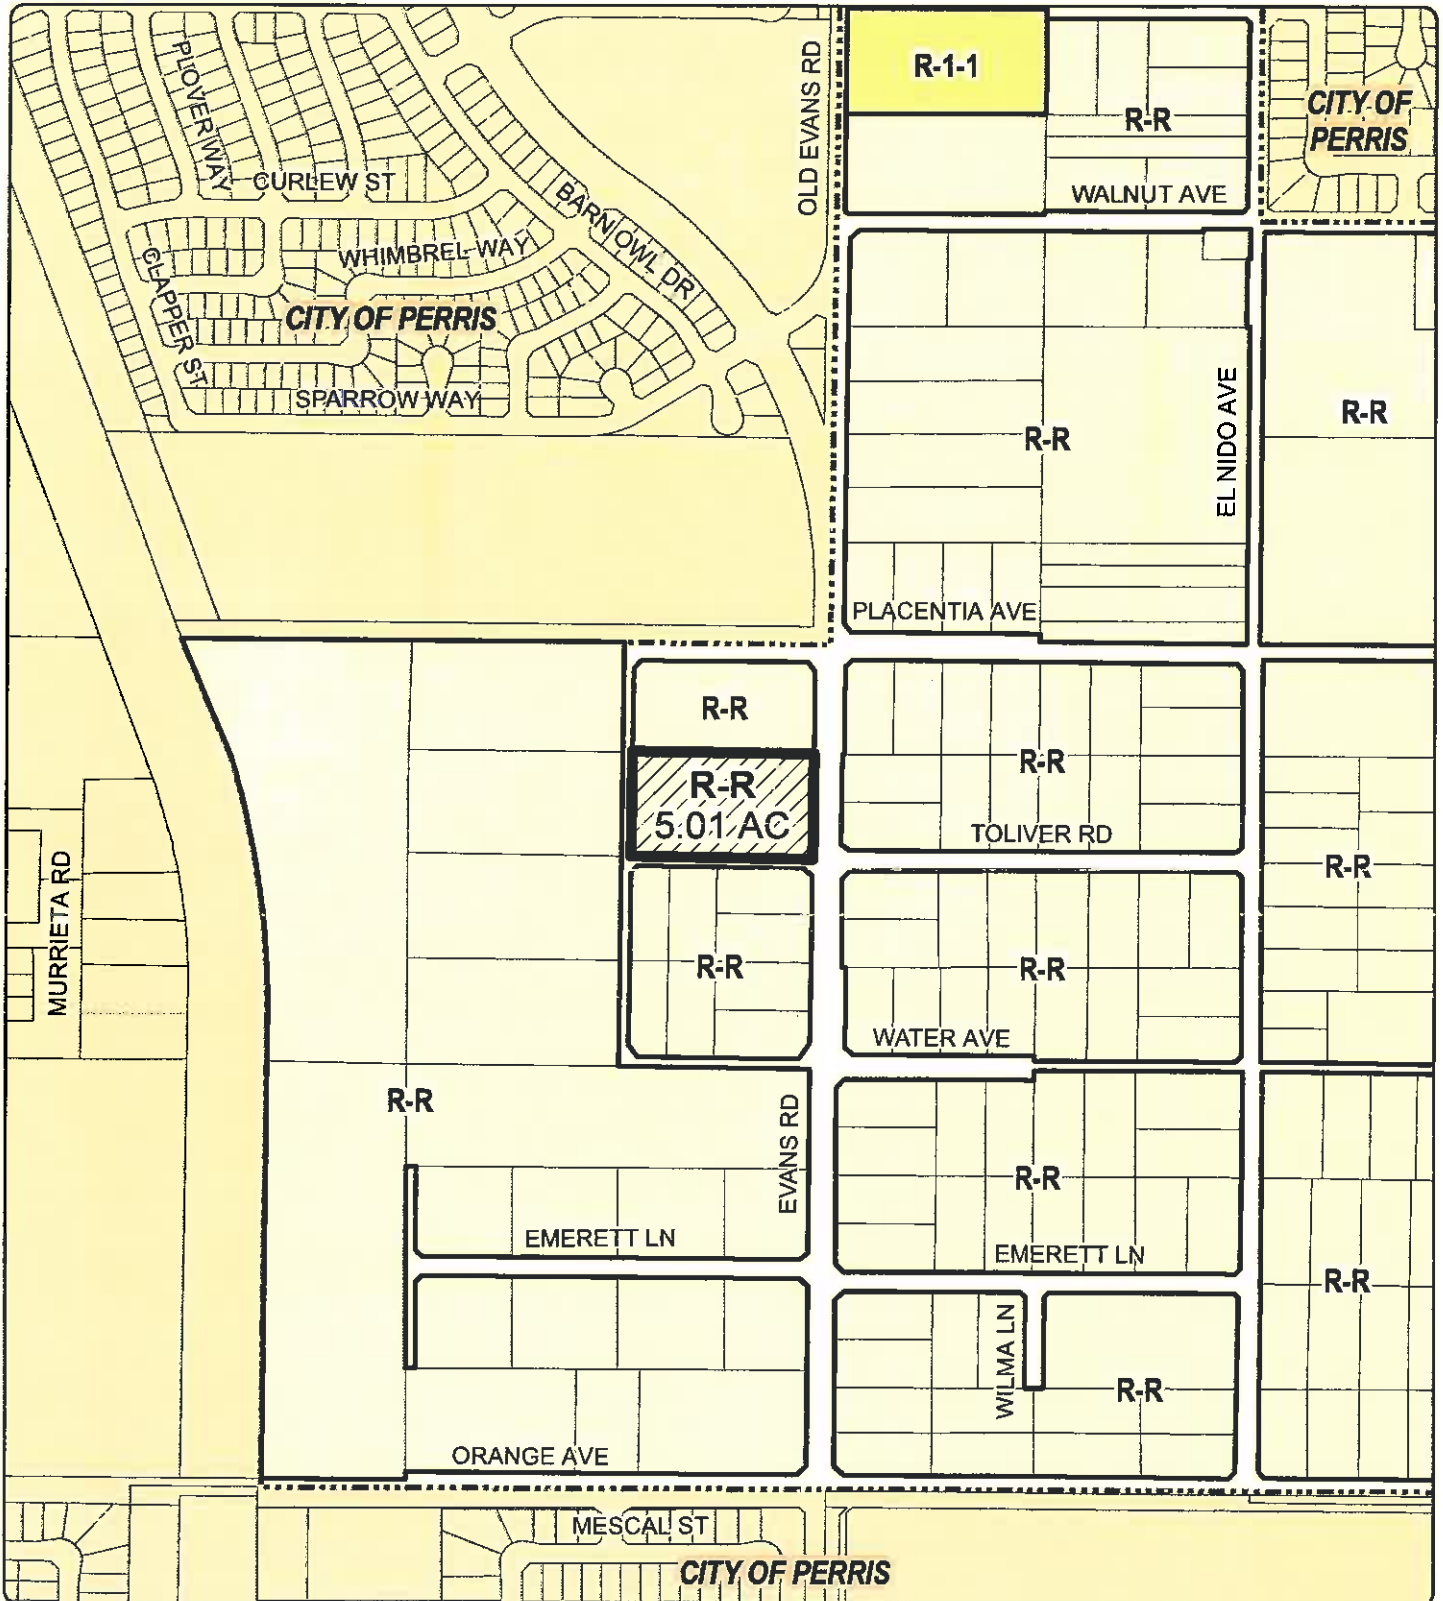 PLOVER WAY
CURLEW ST
WHIMBREL WAY
BARN OWL DR
CLAPPER ST
CITY OF PERRIS
SPARROW WAY
OLD EVANS RD
R-1-1
R-R
CITY OF
PERRIS
WALNUT AVE
R-R
EL NIDO AVE
R-R
PLACENTIA AVE
R-R
R-R
5.01 AC
R-R
TOLIVER RD
R-R
MURRIETA RD
R-R
R-R
WATER AVE
R-R
EVANS RD
R-R
EMERETT LN
EMERETT LN
R-R
WILMA LN
R-R
ORANGE AVE
MESCAL ST
CITY OF PERRIS